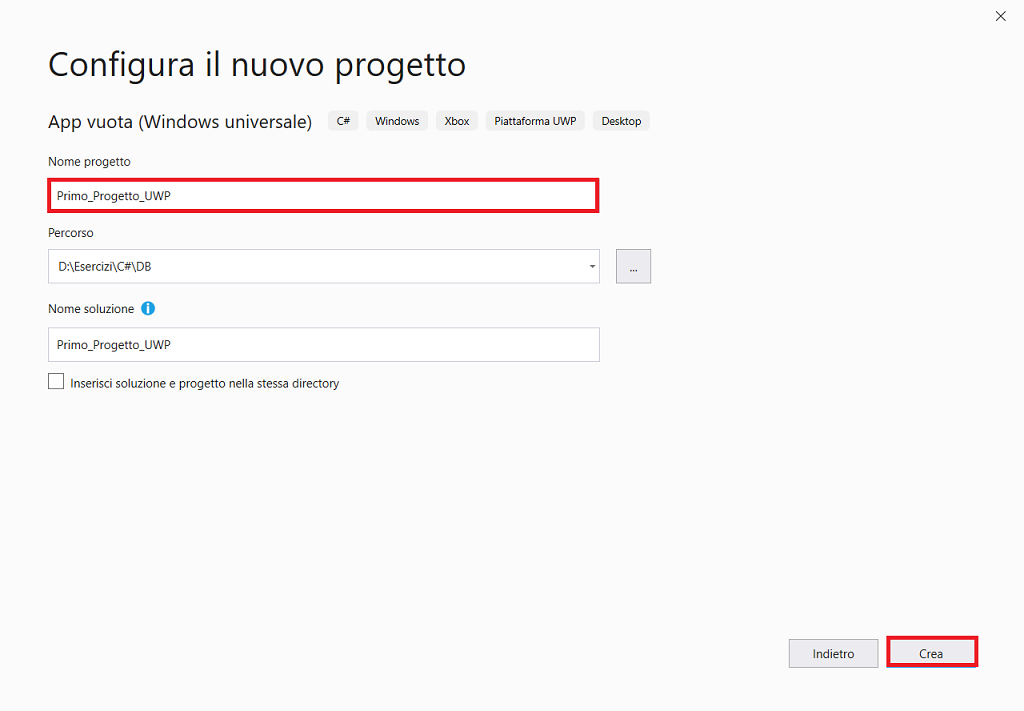 Configura il nuovo progetto
App vuota (Windows universale) C# Windows Xbox Piattaforma UWP Desktop
Nome progetto
Primo_Progetto_UWP
Percorso
D:\Esercizi\C#\DB
...
Nome soluzione
Primo_Progetto_UWP
Inserisci soluzione e progetto nella stessa directory
Indietro Crea